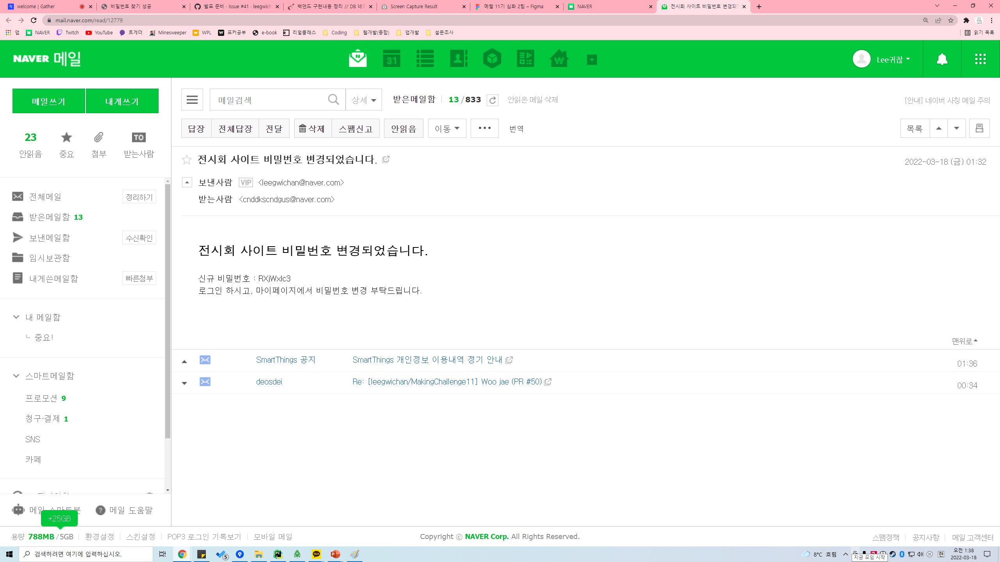 welcome | Gather
비밀번호 찾기 성공
발표 준비 · Issue #41 · leegwich
백앤드 구현내용 정리 // DB 네이
Screen Capture Result
메챌 11기 심화 2팀 – Figma
NAVER
전시회 사이트 비밀번호 변경되었
mail.naver.com/read/12779
앱
NAVER
Twitch
YouTube
트게더
Minesweeper
WPL
포커공부
e-book
리얼클래스
Coding
웹개발(종합)
앱개발
설문조사
읽기 목록
NAVER 메일
31
Lee귀찮
메일쓰기
내게쓰기
메일검색
상세
받은메일함
13 / 833
안읽은 메일 삭제
[안내] 네이버 사칭 메일 주의
답장
전체답장
전달
삭제
스팸신고
안읽음
이동
번역
목록
23
TO
안읽음
중요
첨부
받는사람
전시회 사이트 비밀번호 변경되었습니다.
2022-03-18 (금) 01:32
보낸사람 VIP <leegwichan@naver.com>
받는사람 <cnddkscndgus@naver.com>
전체메일
정리하기
받은메일함 13
보낸메일함
수신확인
임시보관함
내게쓴메일함
빠른첨부
전시회 사이트 비밀번호 변경되었습니다.
신규 비밀번호 : RXjWxlc3
로그인 하시고, 마이페이지에서 비밀번호 변경 부탁드립니다.
내 메일함
중요!
맨위로
SmartThings 공지
SmartThings 개인정보 이용내역 정기 안내
01:36
deosdei
Re: [leegwichan/MakingChallenge11] Woo jae (PR #50)
00:34
스마트메일함
프로모션 9
청구·결제 1
SNS
카페
메일 스마트봇
메일 도움말
+25GB
용량 788MB / 5GB
환경설정
스킨설정
POP3 로그인 기록보기
모바일 메일
Copyright ⓒ NAVER Corp. All Rights Reserved.
스팸정책
공지사항
메일 고객센터
검색하려면 여기에 입력하십시오.
5
PC
TALK
8°C 흐림
지금 모임 시작
한
오전 1:38
2022-03-18